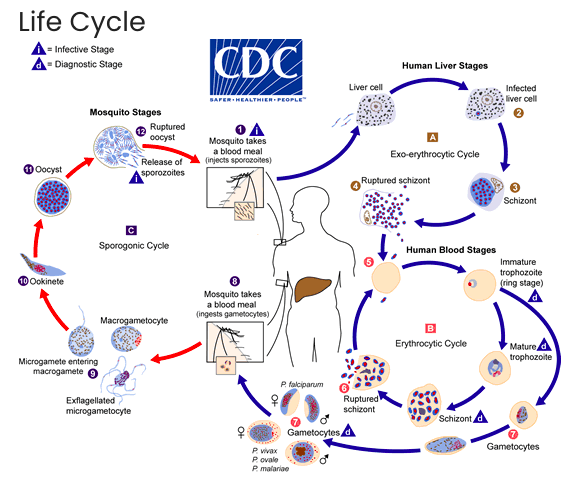 Life Cycle
i = Infective Stage
d = Diagnostic Stage
CDC
SAFER • HEALTHIER • PEOPLE™
Human Liver Stages
Liver cell
Infected
liver cell
2
A
Exo-erythrocytic Cycle
4 Ruptured schizont
3
Schizont
Mosquito Stages
12 Ruptured
oocyst
11 Oocyst
Release of
sporozoites
i
1 i
Mosquito takes
a blood meal
(injects sporozoites)
C
Sporogonic Cycle
10 Ookinete
8
Mosquito takes
a blood meal
(ingests gametocytes)
Macrogametocyte
Microgamete entering
macrogamete 9
Exflagellated
microgametocyte
Human Blood Stages
5
Immature
trophozoite
(ring stage)
d
B
Erythrocytic Cycle
Mature d
trophozoite
6
Ruptured
schizont
Schizont d
7
Gametocytes
P. falciparum
♀ 7 ♂
Gametocytes d
♀
P. vivax
P. ovale
P. malariae
♂